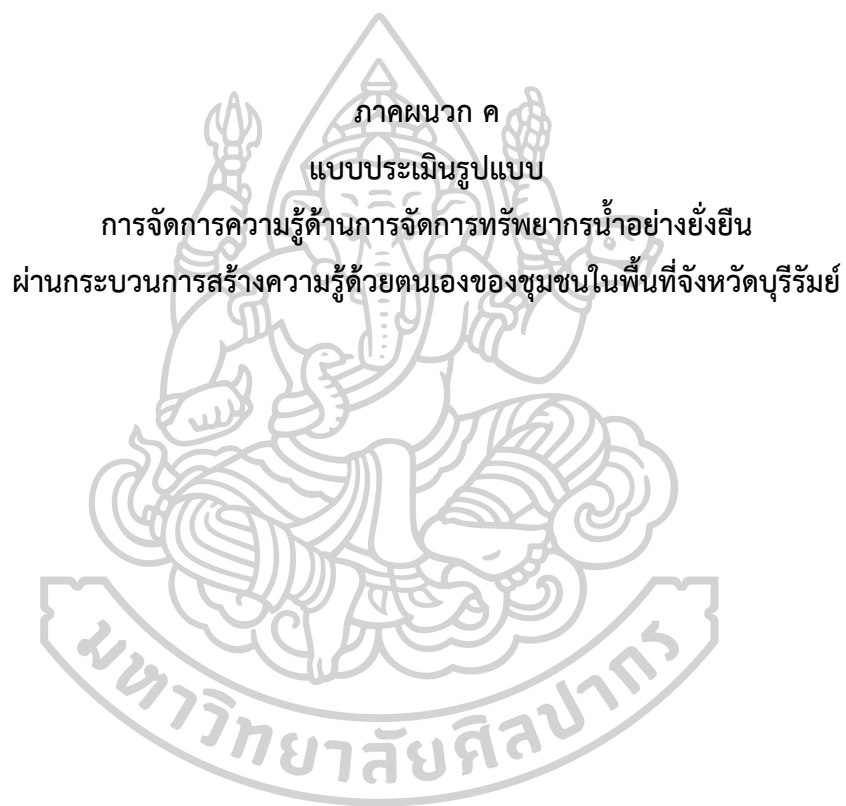 ภาคผนวก ค
แบบประเมินรูปแบบ
การจัดการความรู้ด้านการจัดการทรัพยากรน้ำอย่างยั่งยืน
ผ่านกระบวนการสร้างความรู้ด้วยตนเองของชุมชนในพื้นที่จังหวัดบุรีรัมย์
มหาวิทยาลัยศิลปากร